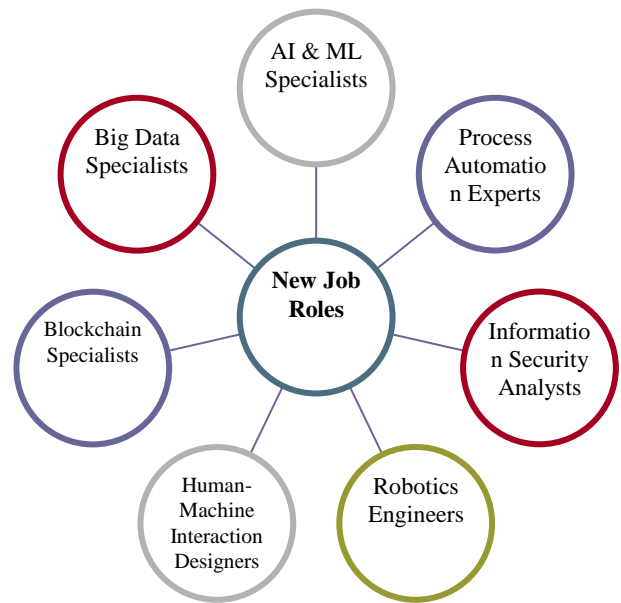 AI & ML
Specialists
Process
Automatio
n Experts
Informatio
n Security
Analysts
Robotics
Engineers
Human-
Machine
Interaction
Designers
Blockchain
Specialists
Big Data
Specialists
New Job
Roles